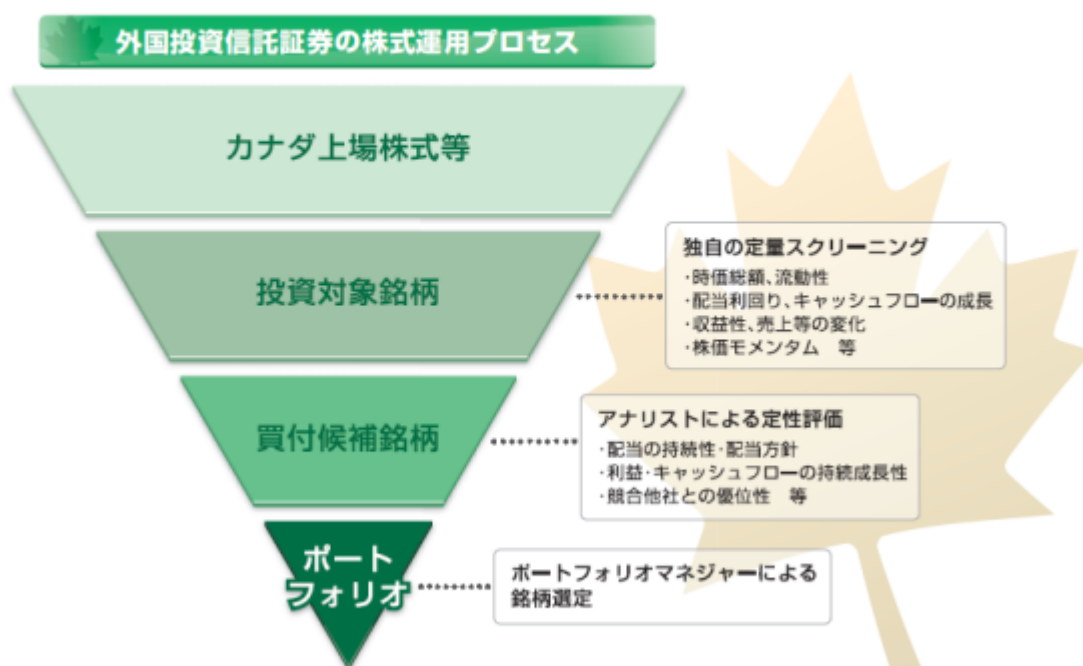 外国投資信託証券の株式運用プロセス
カナダ上場株式等
投資対象銘柄
独自の定量スクリーニング
・時価総額、流動性
・配当利回り、キャッシュフローの成長
・収益性、売上等の変化
・株価モメンタム　等
買付候補銘柄
アナリストによる定性評価
・配当の持続性・配当方針
・利益・キャッシュフローの持続成長性
・競合他社との優位性　等
ポート
フォリオ
ポートフォリオマネジャーによる
銘柄選定